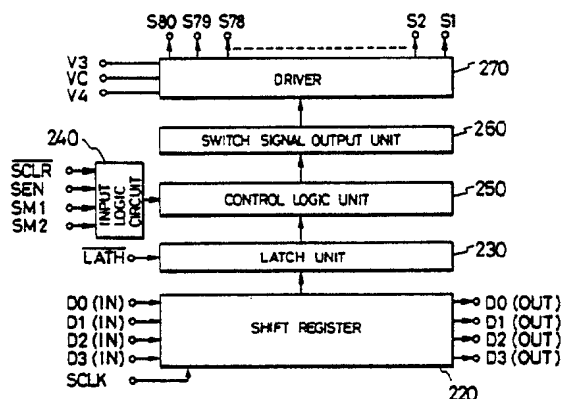 S80 S79 S78 S2 S1
V3
VC
V4
DRIVER
270
240
SWITCH SIGNAL OUTPUT UNIT
260
SCLR
SEN
SM1
SM2
INPUT
LOGIC
CIRCUIT
CONTROL LOGIC UNIT
250
LATH
LATCH UNIT
230
D0 (IN)
D1 (IN)
D2 (IN)
D3 (IN)
SHIFT REGISTER
D0 (OUT)
D1 (OUT)
D2 (OUT)
D3 (OUT)
SCLK
220